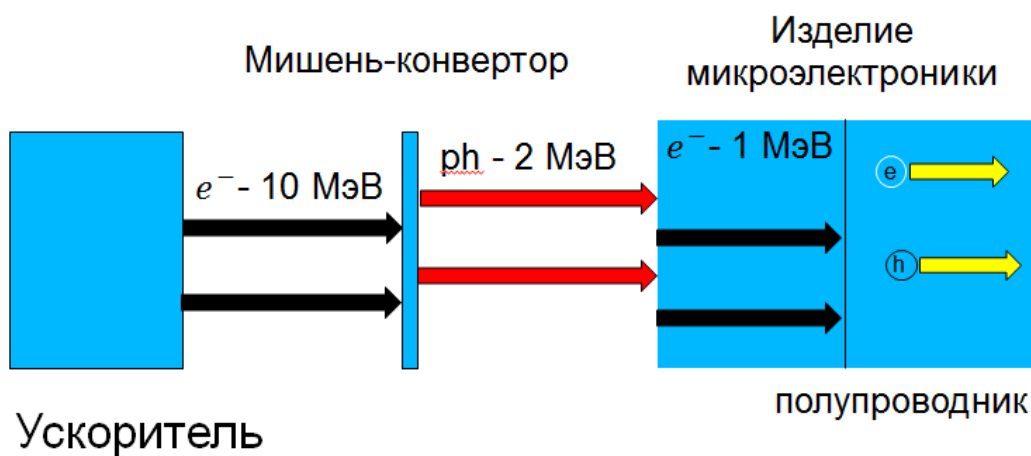 Мишень-конвертор
Изделие
микроэлектроники
e⁻ - 10 МэВ
ph - 2 МэВ
e⁻ - 1 МэВ
e
h
полупроводник
Ускоритель